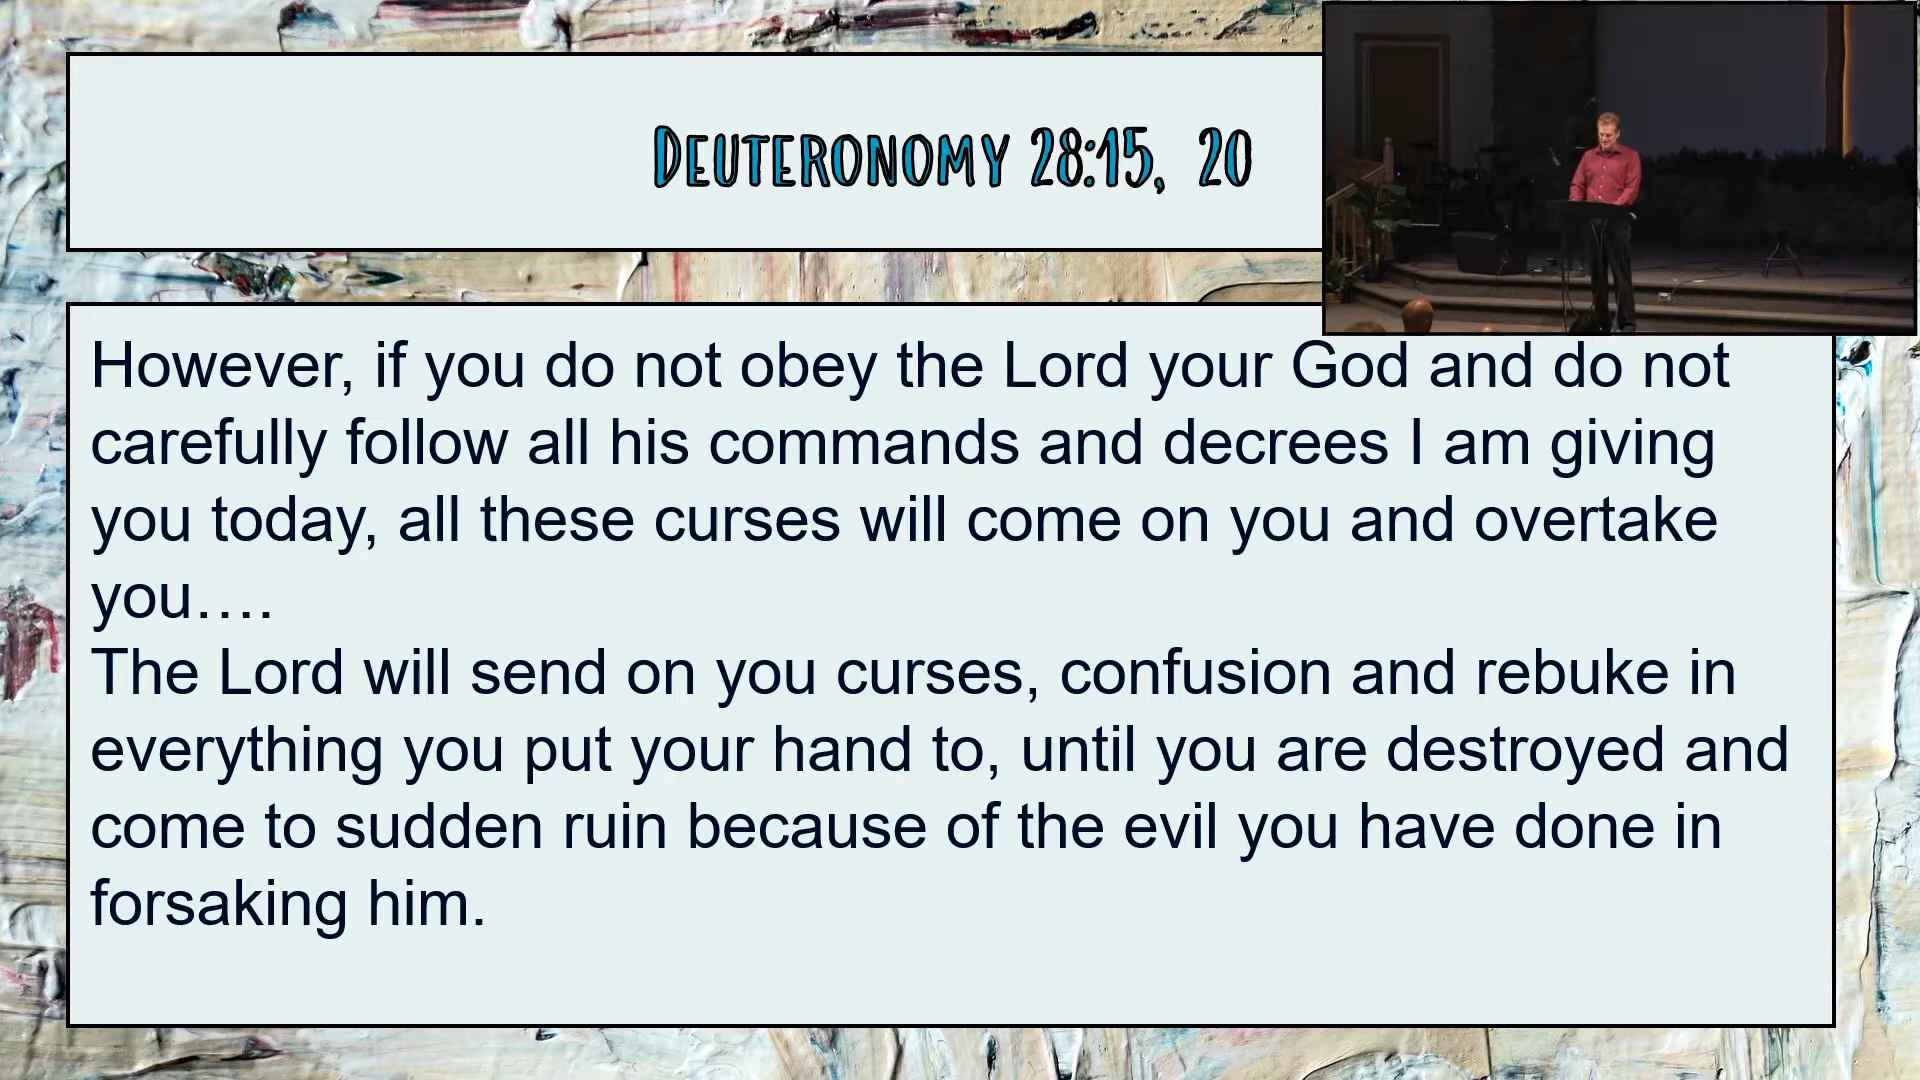 DEUTERONOMY 28:15, 20
However, if you do not obey the Lord your God and do not
carefully follow all his commands and decrees I am giving
you today, all these curses will come on you and overtake
you….
The Lord will send on you curses, confusion and rebuke in
everything you put your hand to, until you are destroyed and
come to sudden ruin because of the evil you have done in
forsaking him.